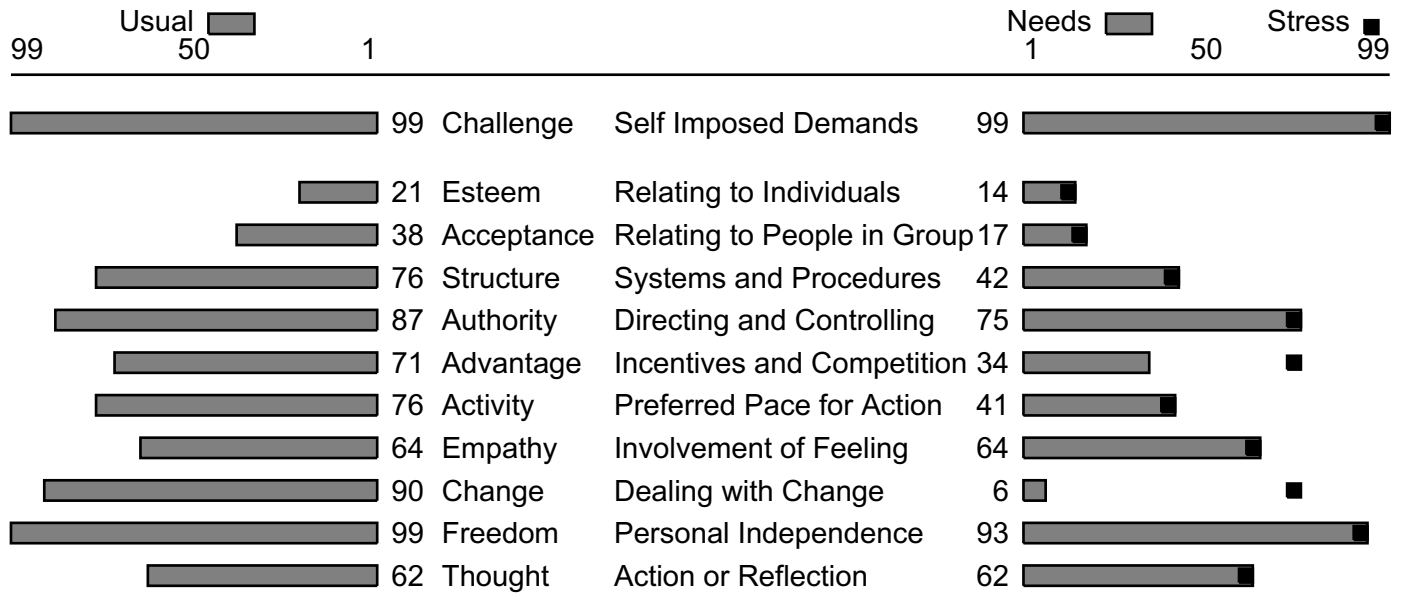 Usual Needs Stress
99 50 1 1 50 99
99 Challenge Self Imposed Demands 99
21 Esteem Relating to Individuals 14
38 Acceptance Relating to People in Group 17
76 Structure Systems and Procedures 42
87 Authority Directing and Controlling 75
71 Advantage Incentives and Competition 34
76 Activity Preferred Pace for Action 41
64 Empathy Involvement of Feeling 64
90 Change Dealing with Change 6
99 Freedom Personal Independence 93
62 Thought Action or Reflection 62